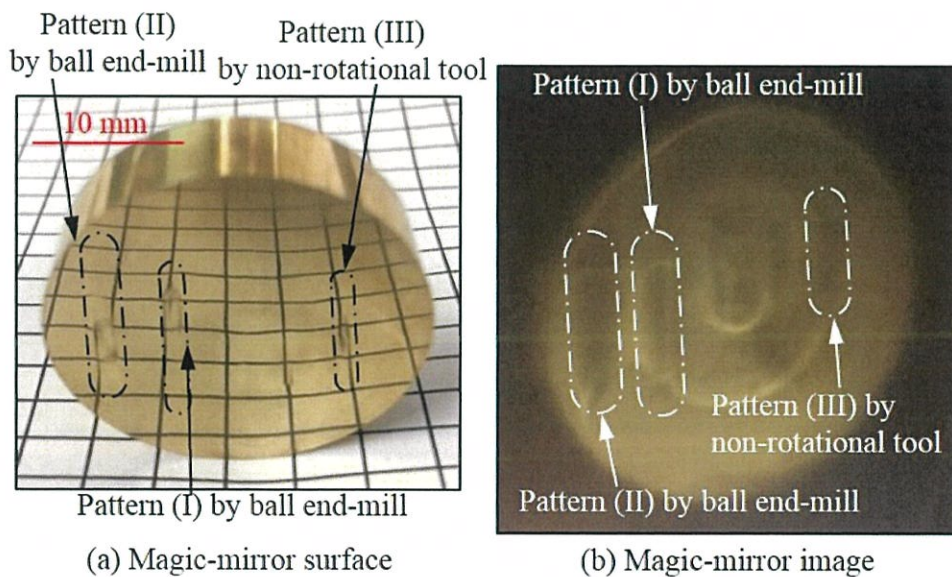 Pattern (II)
by ball end-mill
Pattern (III)
by non-rotational tool
10 mm
Pattern (I) by ball end-mill
(a) Magic-mirror surface
Pattern (I) by ball end-mill
Pattern (III) by
non-rotational tool
Pattern (II) by ball end-mill
(b) Magic-mirror image